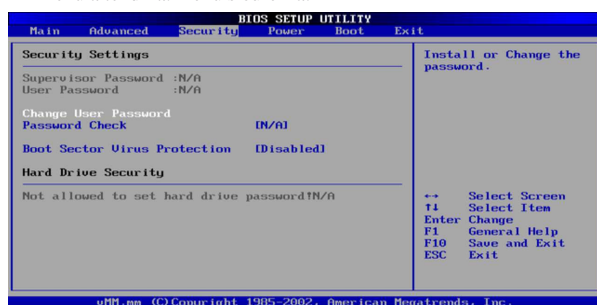 BIOS SETUP UTILITY
Main Advanced Security Power Boot Exit
Security Settings
Supervisor Password :N/A
User Password :N/A
Change User Password
Password Check [N/A]
Boot Sector Virus Protection [Disabled]
Hard Drive Security
Not allowed to set hard drive password!N/A
Install or Change the
password.
↔ Select Screen
↑↓ Select Item
Enter Change
F1 General Help
F10 Save and Exit
ESC Exit
vMM.mm (C)Copyright 1985-2002, American Megatrends, Inc.